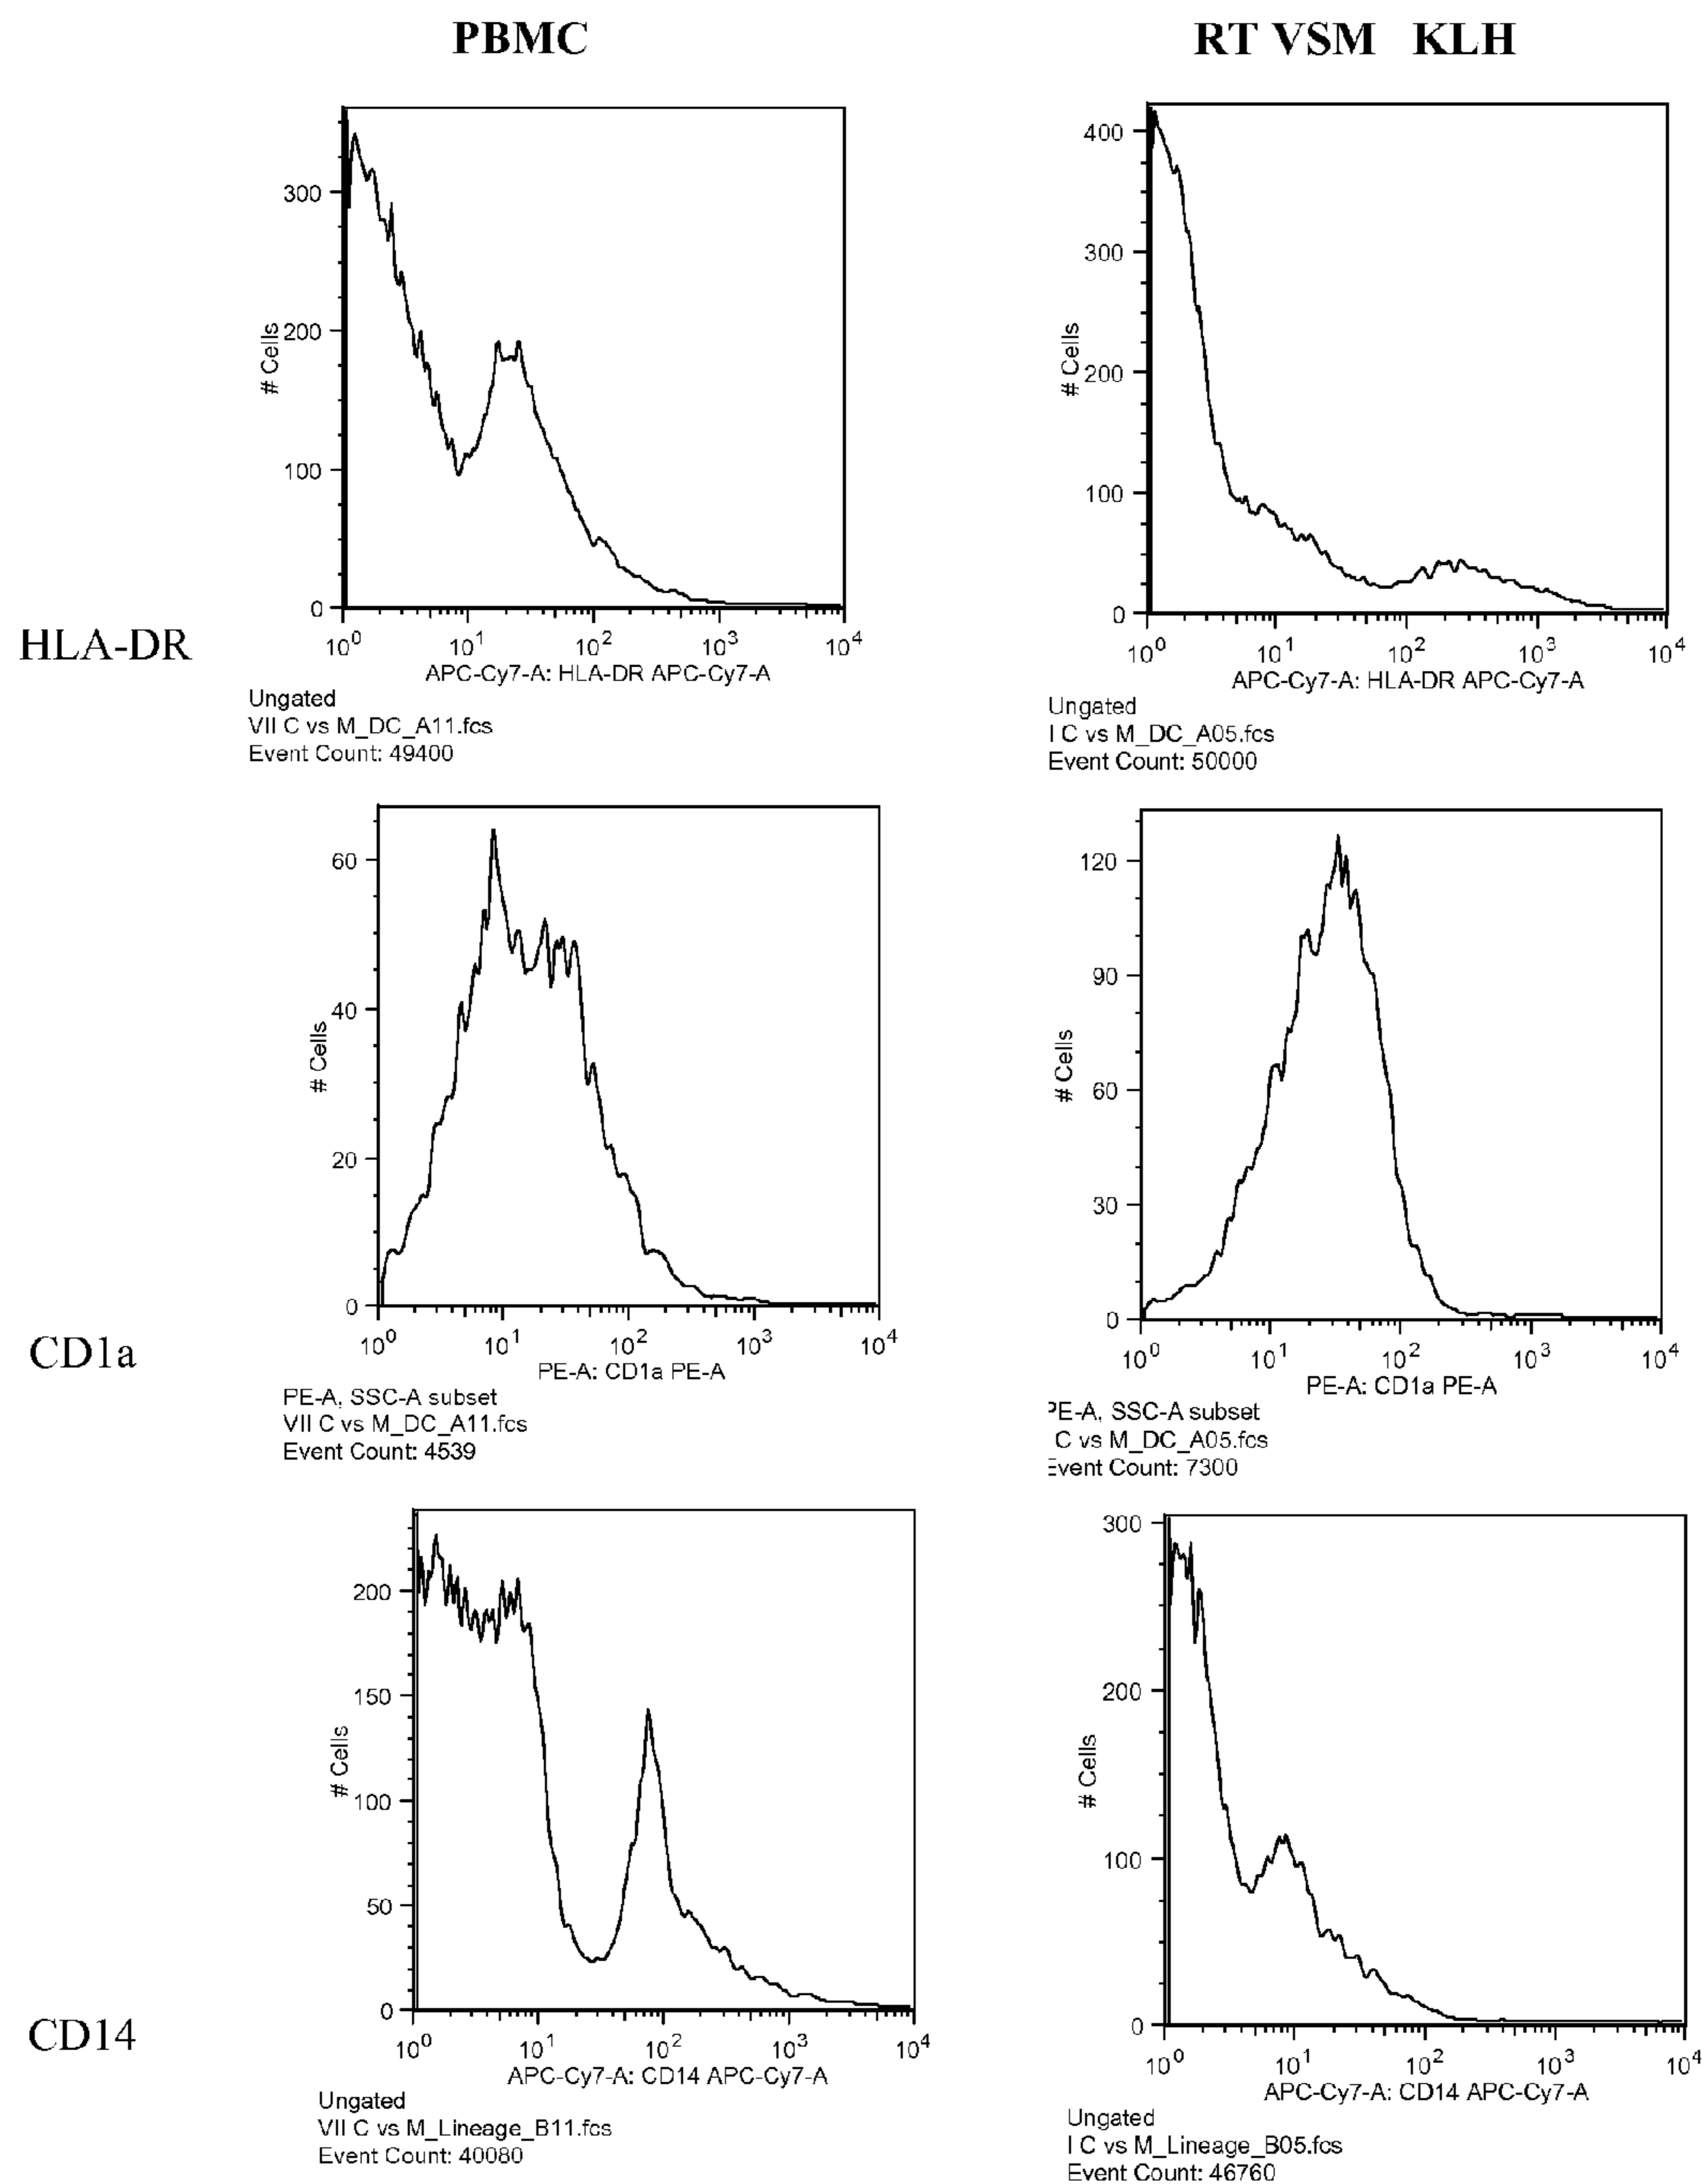 PBMC
RT VSM KLH
HLA-DR
# Cells
300
200
100
0
10^0 10^1 10^2 10^3 10^4
APC-Cy7-A: HLA-DR APC-Cy7-A
Ungated
VII C vs M_DC_A11.fcs
Event Count: 49400
# Cells
400
300
200
100
0
10^0 10^1 10^2 10^3 10^4
APC-Cy7-A: HLA-DR APC-Cy7-A
Ungated
I C vs M_DC_A05.fcs
Event Count: 50000
CD1a
# Cells
60
40
20
0
10^0 10^1 10^2 10^3 10^4
PE-A: CD1a PE-A
PE-A, SSC-A subset
VII C vs M_DC_A11.fcs
Event Count: 4539
# Cells
120
90
60
30
0
10^0 10^1 10^2 10^3 10^4
PE-A: CD1a PE-A
PE-A, SSC-A subset
C vs M_DC_A05.fcs
Event Count: 7300
CD14
# Cells
200
150
100
50
0
10^0 10^1 10^2 10^3 10^4
APC-Cy7-A: CD14 APC-Cy7-A
Ungated
VII C vs M_Lineage_B11.fcs
Event Count: 40080
# Cells
300
200
100
0
10^0 10^1 10^2 10^3 10^4
APC-Cy7-A: CD14 APC-Cy7-A
Ungated
I C vs M_Lineage_B05.fcs
Event Count: 46760